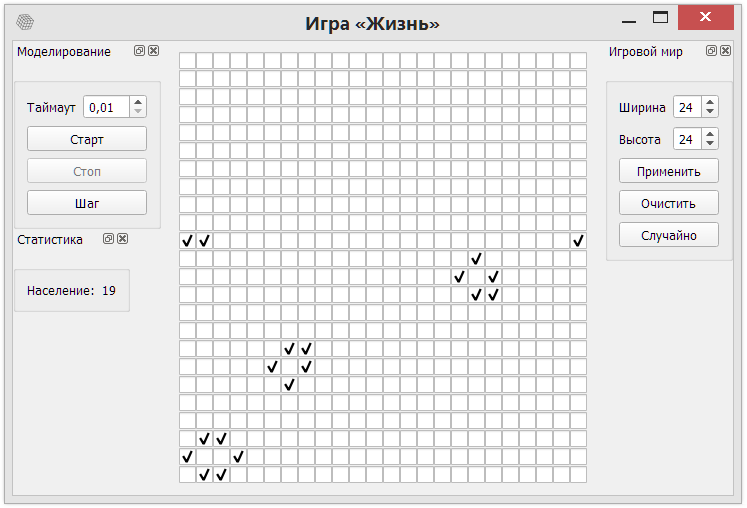 Игра «Жизнь»
Моделирование
Таймаут 0,01
Старт
Стоп
Шаг
Статистика
Население: 19
Игровой мир
Ширина 24
Высота 24
Применить
Очистить
Случайно